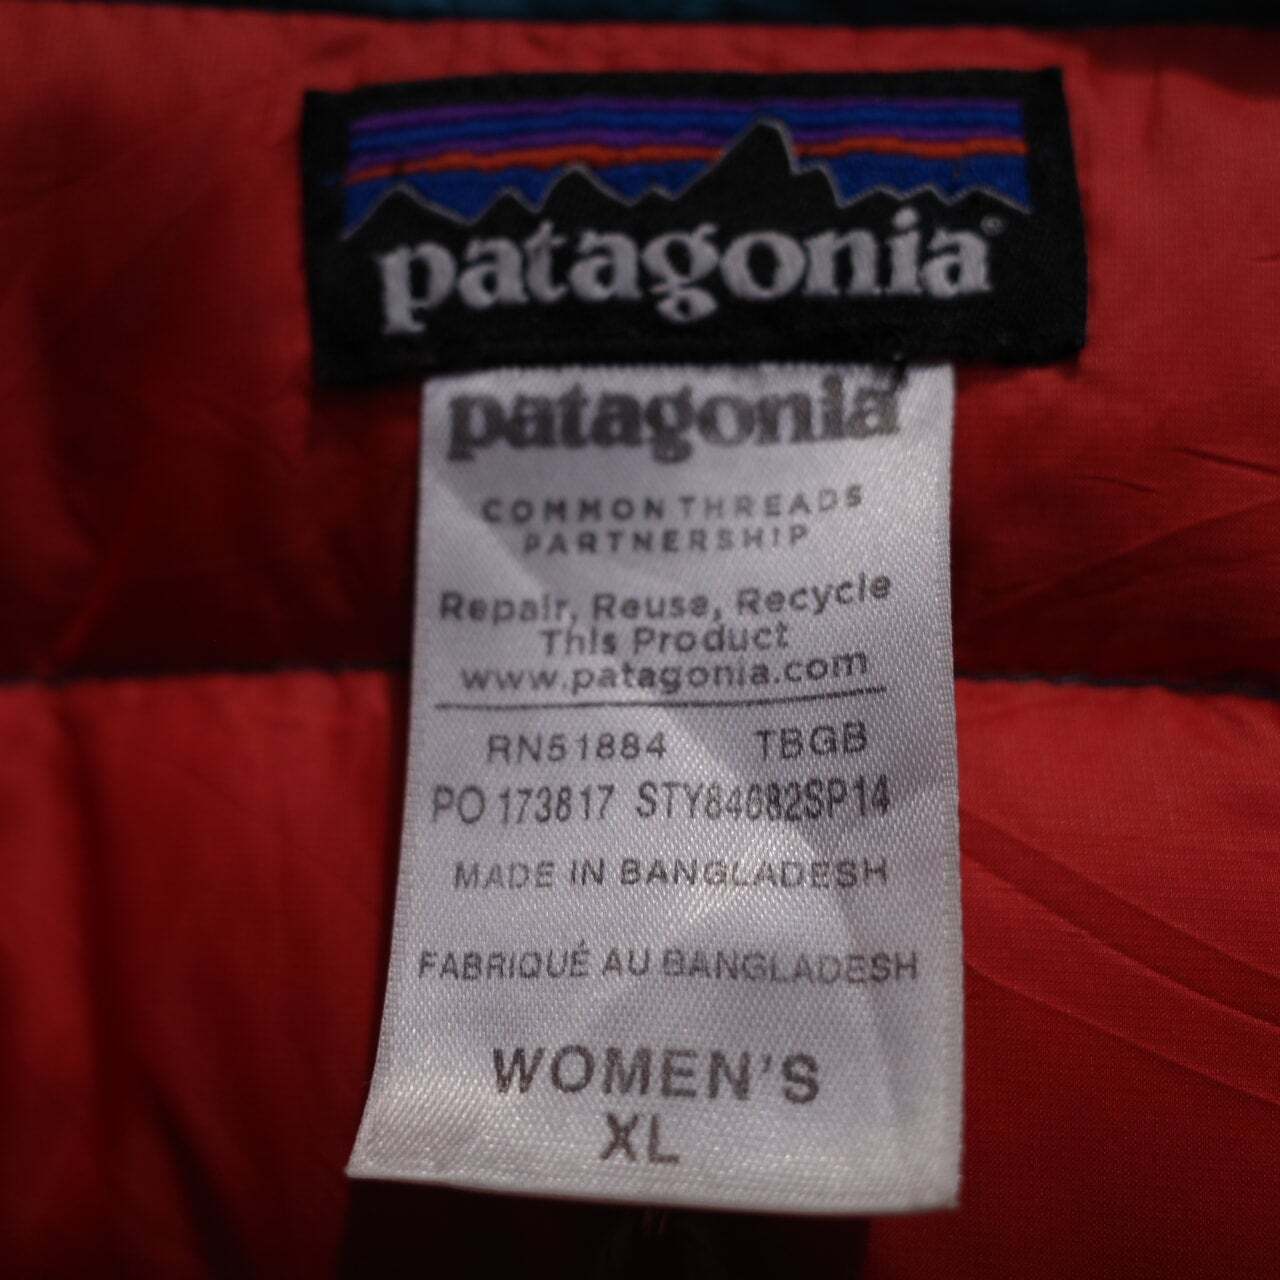 patagonia®
patagonia®
COMMON THREADS
PARTNERSHIP
Repair, Reuse, Recycle
This Product
www.patagonia.com
RN51884 TBGB
PO 173817 STY84682SP14
MADE IN BANGLADESH
FABRIQUÉ AU BANGLADESH
WOMEN'S
XL